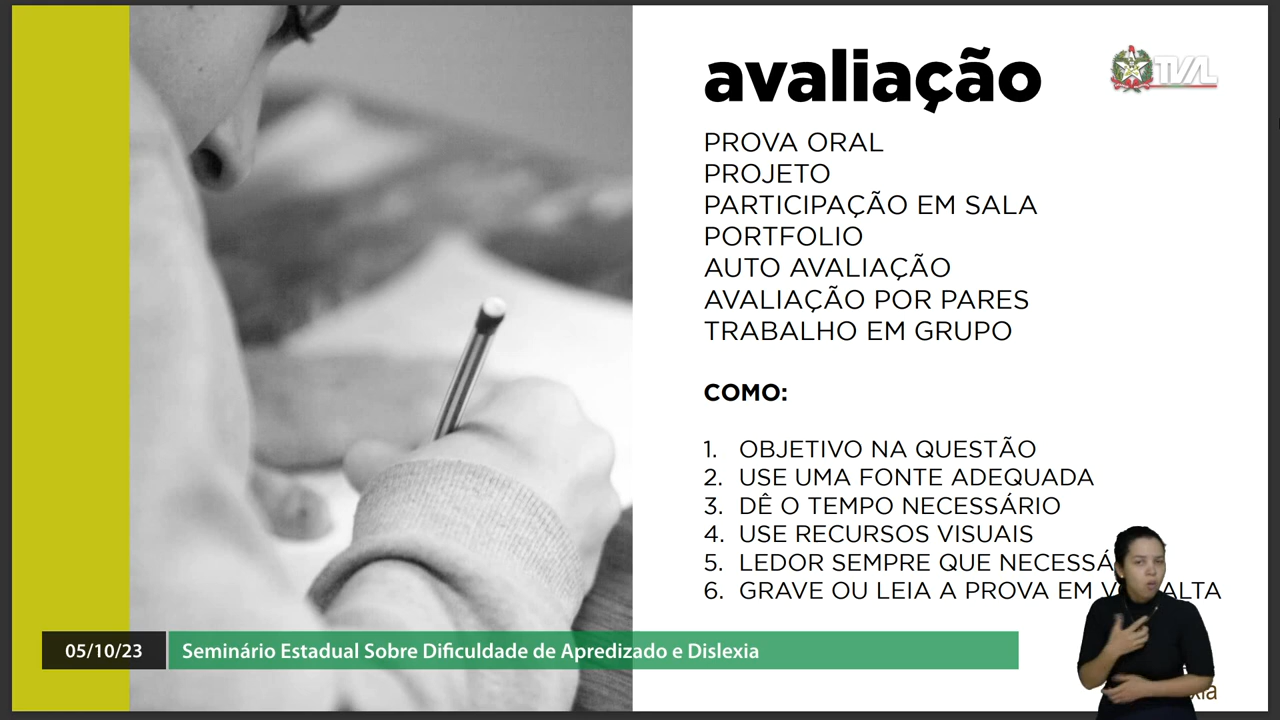 avaliação
TVAL
PROVA ORAL
PROJETO
PARTICIPAÇÃO EM SALA
PORTFOLIO
AUTO AVALIAÇÃO
AVALIAÇÃO POR PARES
TRABALHO EM GRUPO
COMO:
1. OBJETIVO NA QUESTÃO
2. USE UMA FONTE ADEQUADA
3. DÊ O TEMPO NECESSÁRIO
4. USE RECURSOS VISUAIS
5. LEDOR SEMPRE QUE
6. GRAVE OU LEIA A PROVA EM ALTA
05/10/23 Seminário Estadual Sobre Dificuldade de Apredizado e Dislexia